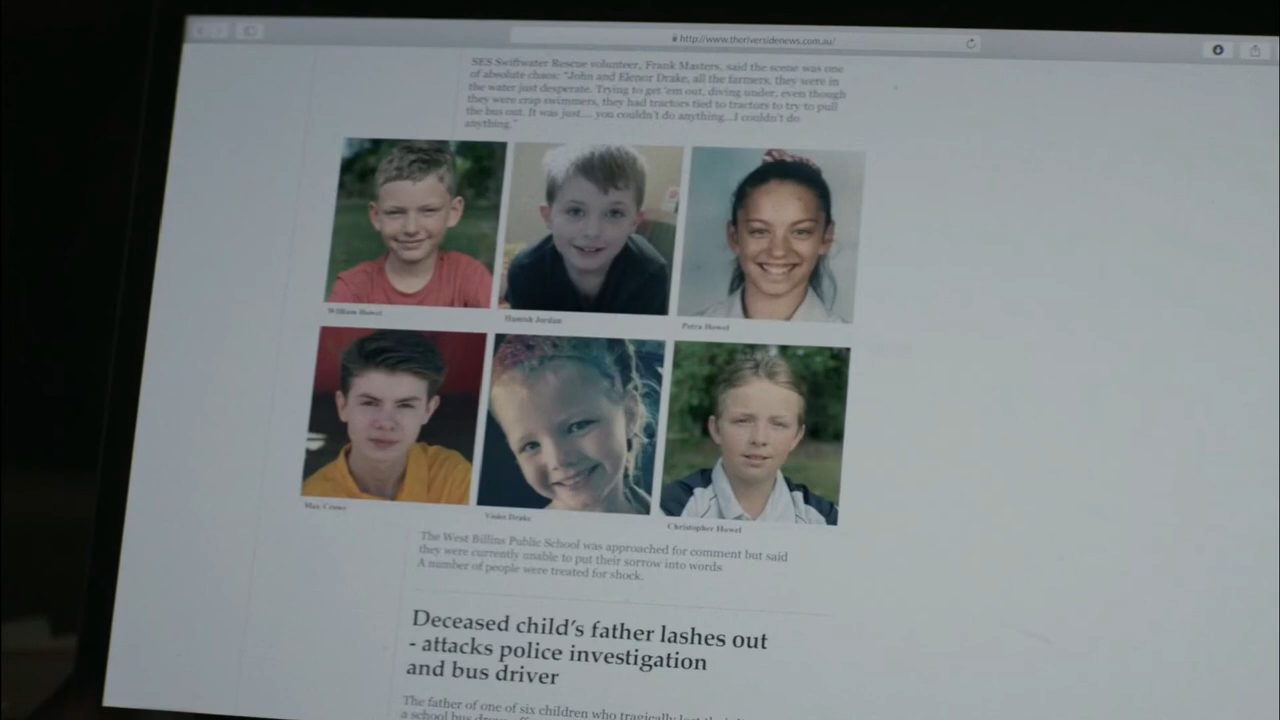 http://www.theriversidenews.com.au/
SES Swiftwater Rescue volunteer, Frank Masters, said the scene was one
of absolute chaos: "John and Elenor Drake, all the farmers, they were in
the water just desperate. Trying to get 'em out, diving under, even though
they were crap swimmers, they had tractors tied to tractors to try to pull
the bus out. It was just.... you couldn't do anything...I couldn't do
anything."
William Howel
Hamish Jordan
Petra Howel
Max
Violet Drake
Christopher Howel
The West Billins Public School was approached for comment but said
they were currently unable to put their sorrow into words
A number of people were treated for shock.
Deceased child's father lashes out
- attacks police investigation
and bus driver
The father of one of six children who tragically
a school bus